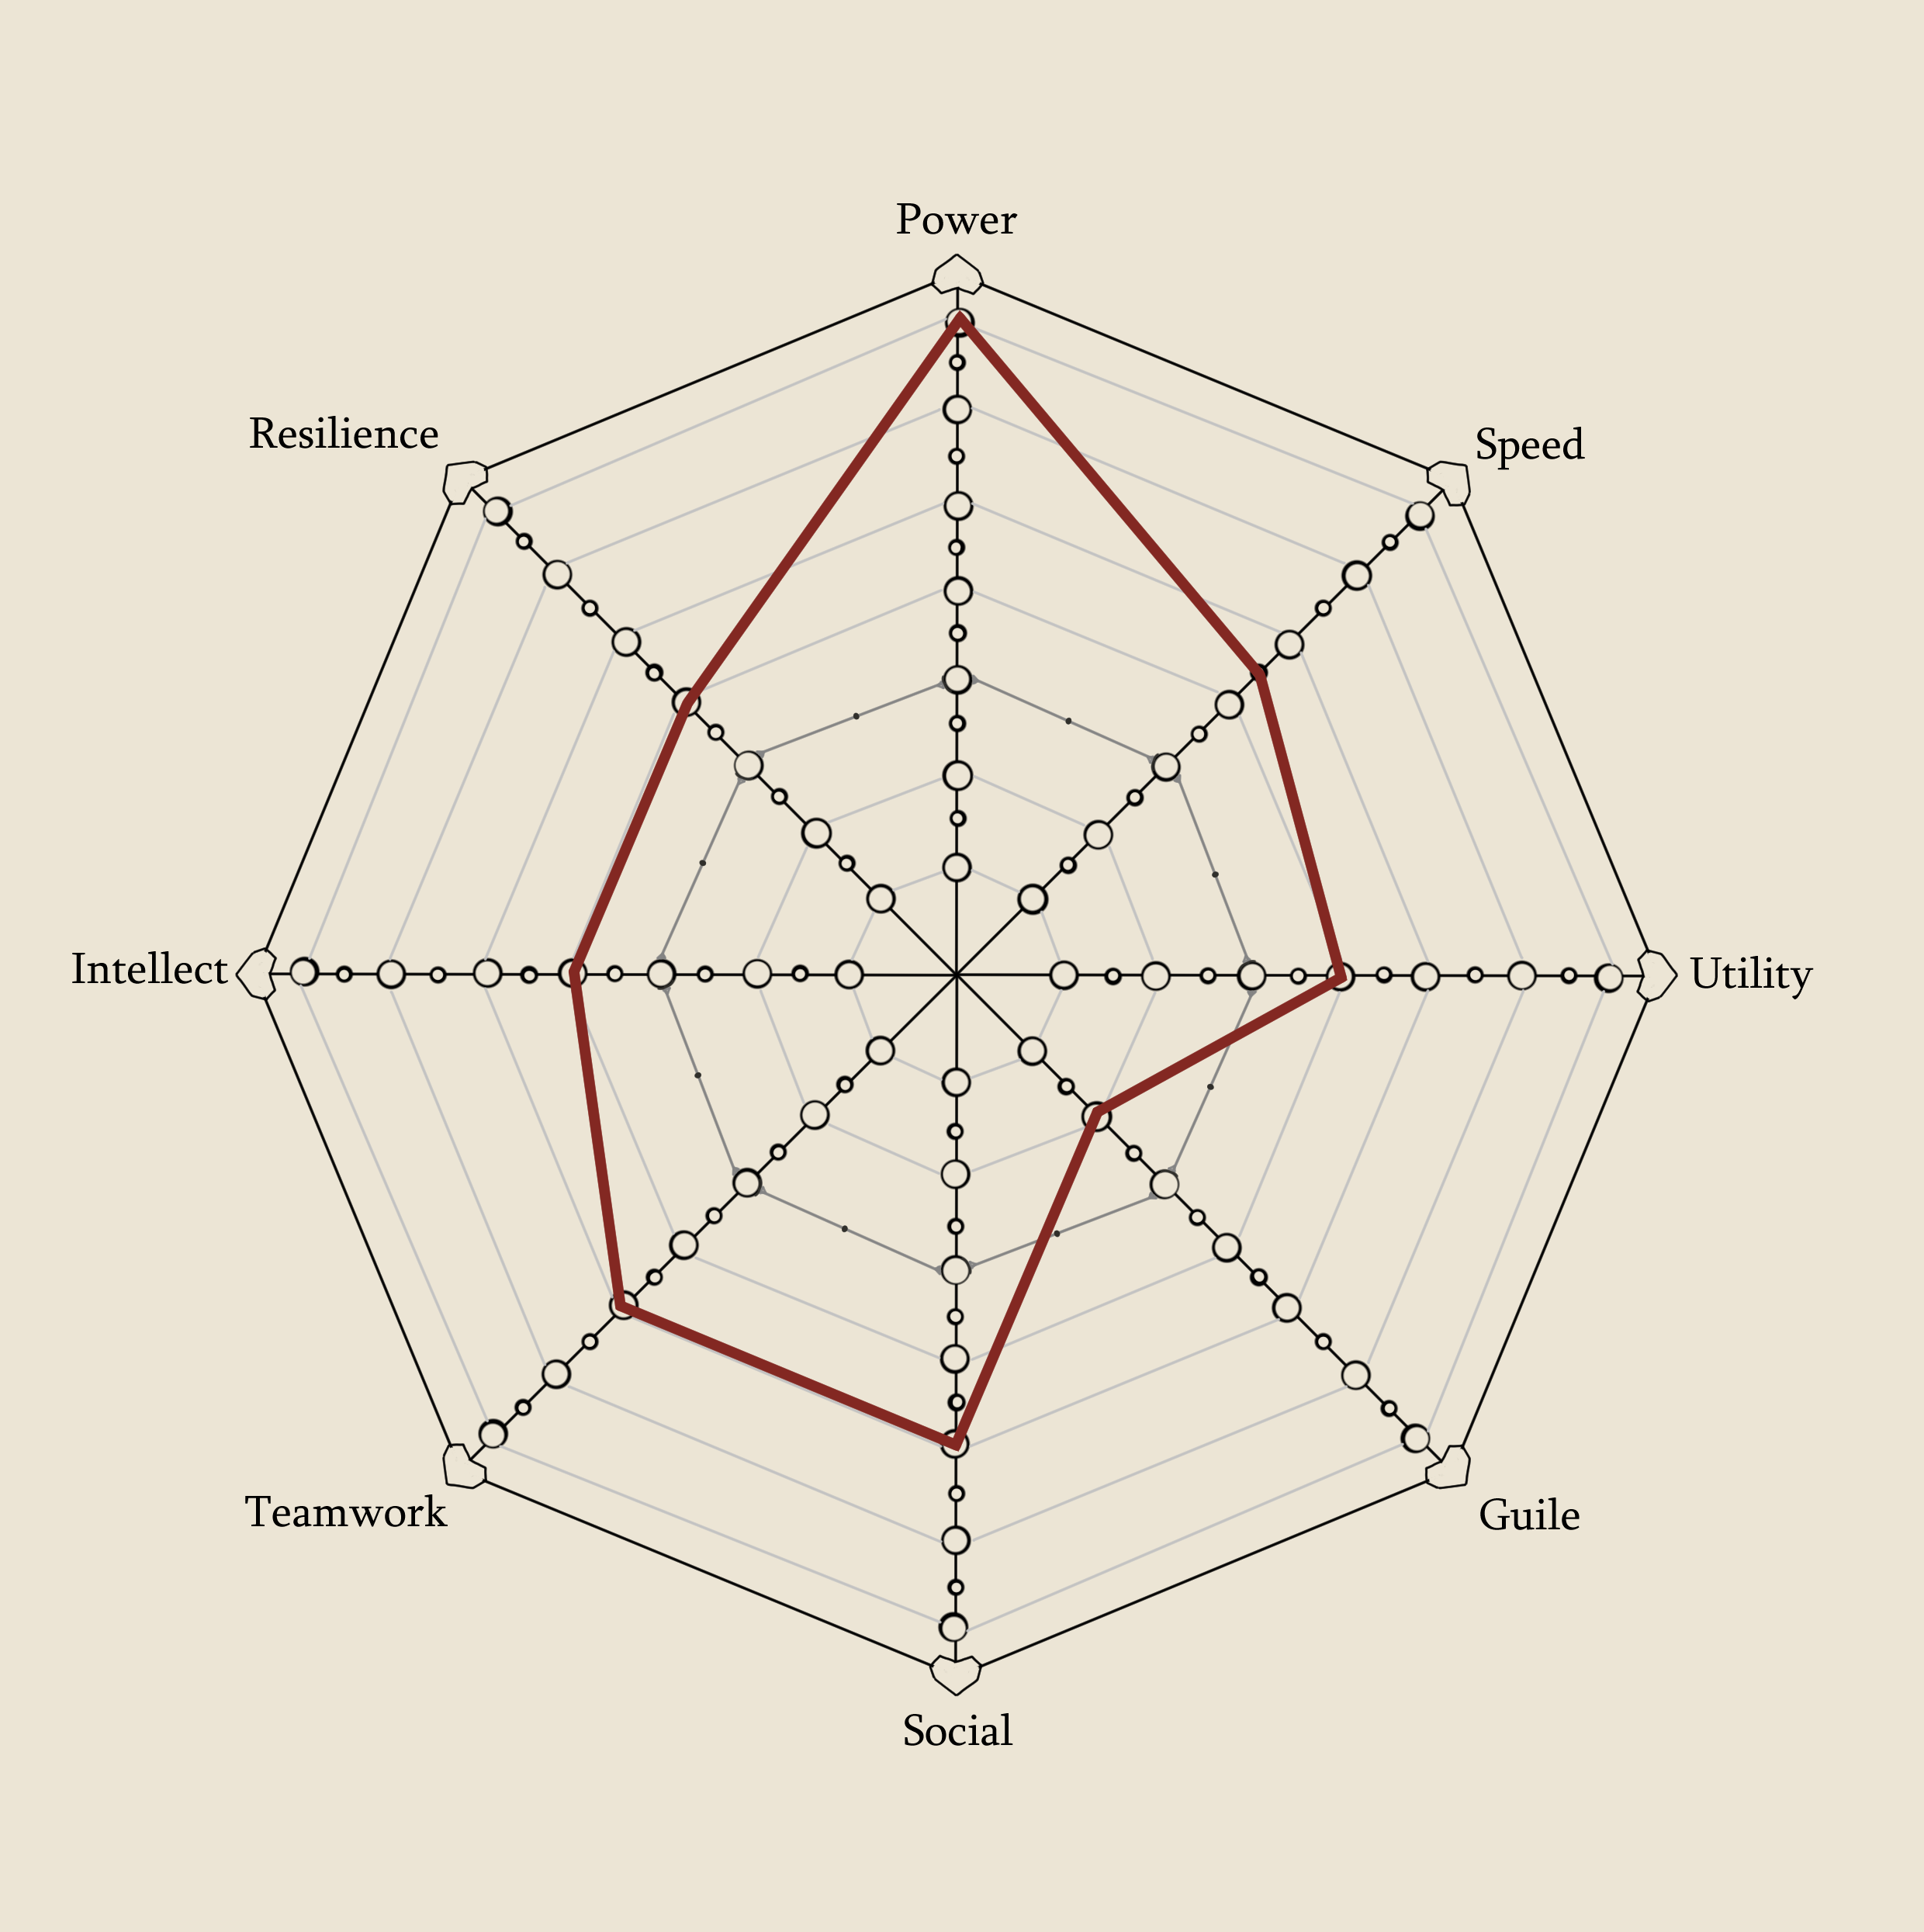 Power
Resilience
Speed
Intellect
Utility
Teamwork
Guile
Social